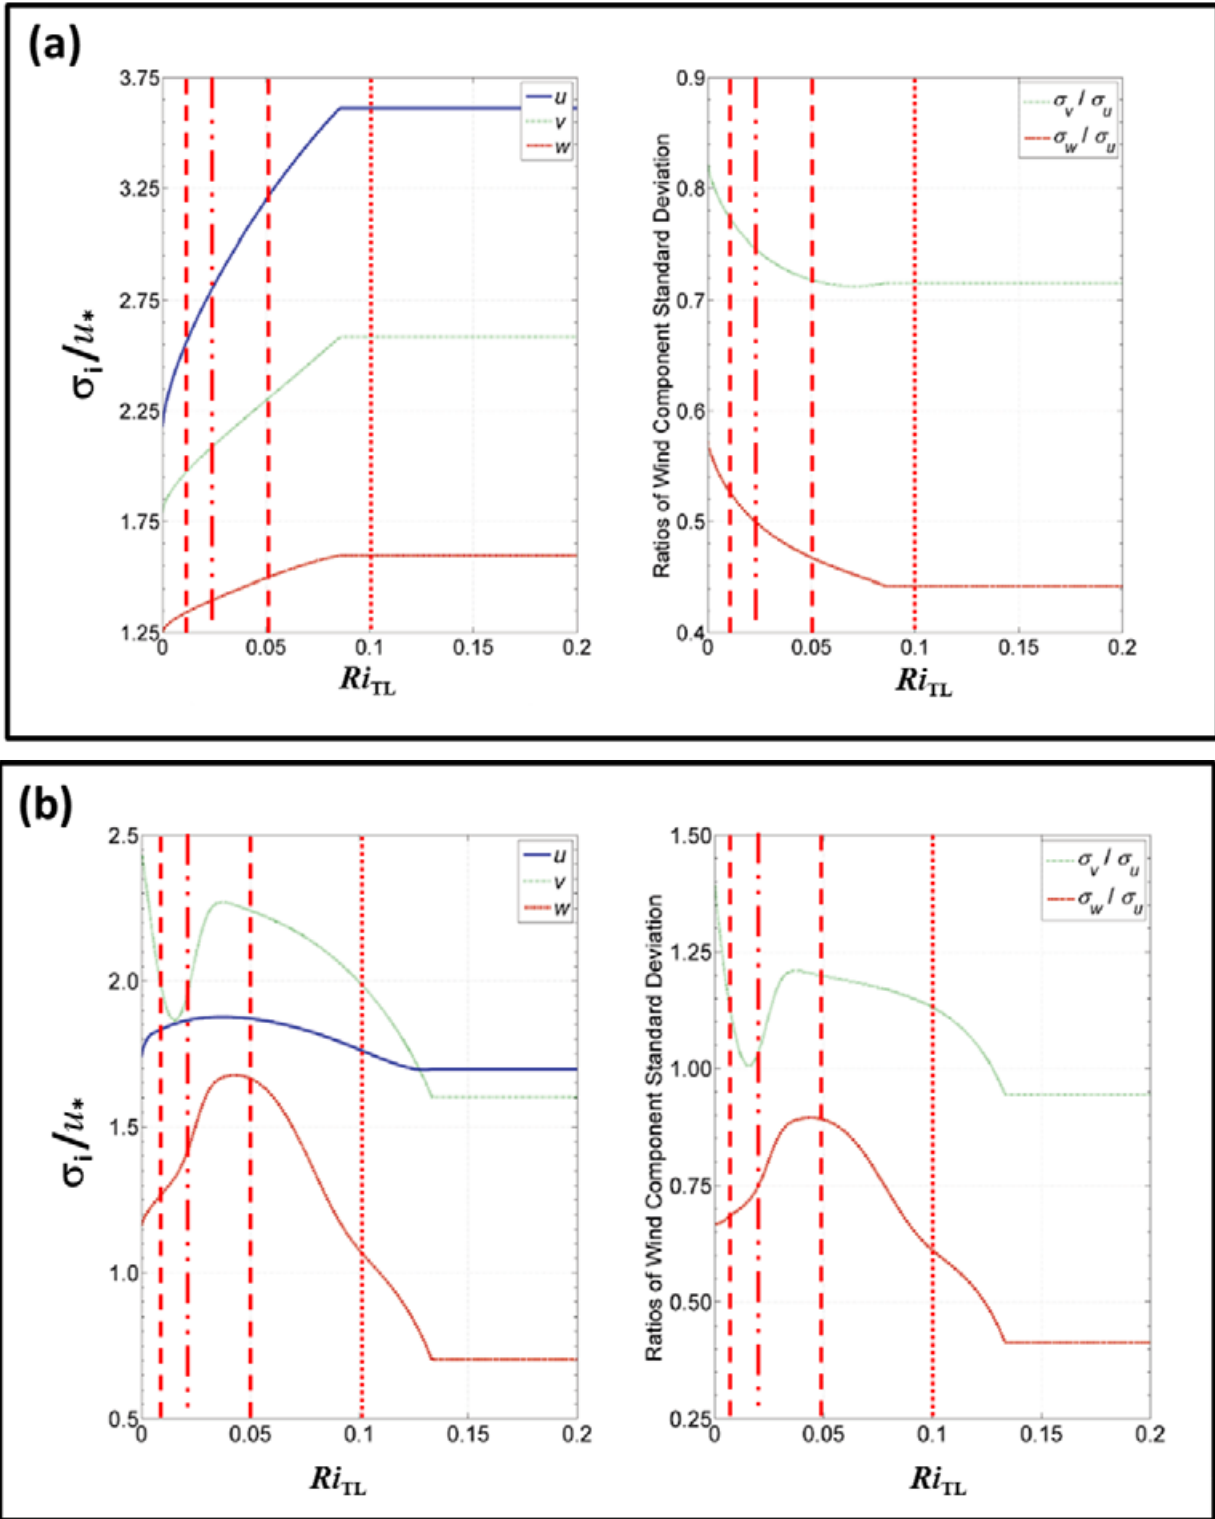 (a)
σi/u*
3.75
3.25
2.75
2.25
1.75
1.25
0
0.05
0.1
0.15
0.2
RiTL
u
v
w
Ratios of Wind Component Standard Deviation
0.9
0.8
0.7
0.6
0.5
0.4
0
0.05
0.1
0.15
0.2
RiTL
σv / σu
σw / σu
(b)
σi/u*
2.5
2.0
1.5
1.0
0.5
0
0.05
0.1
0.15
0.2
RiTL
u
v
w
Ratios of Wind Component Standard Deviation
1.50
1.25
1.00
0.75
0.50
0.25
0
0.05
0.1
0.15
0.2
RiTL
σv / σu
σw / σu